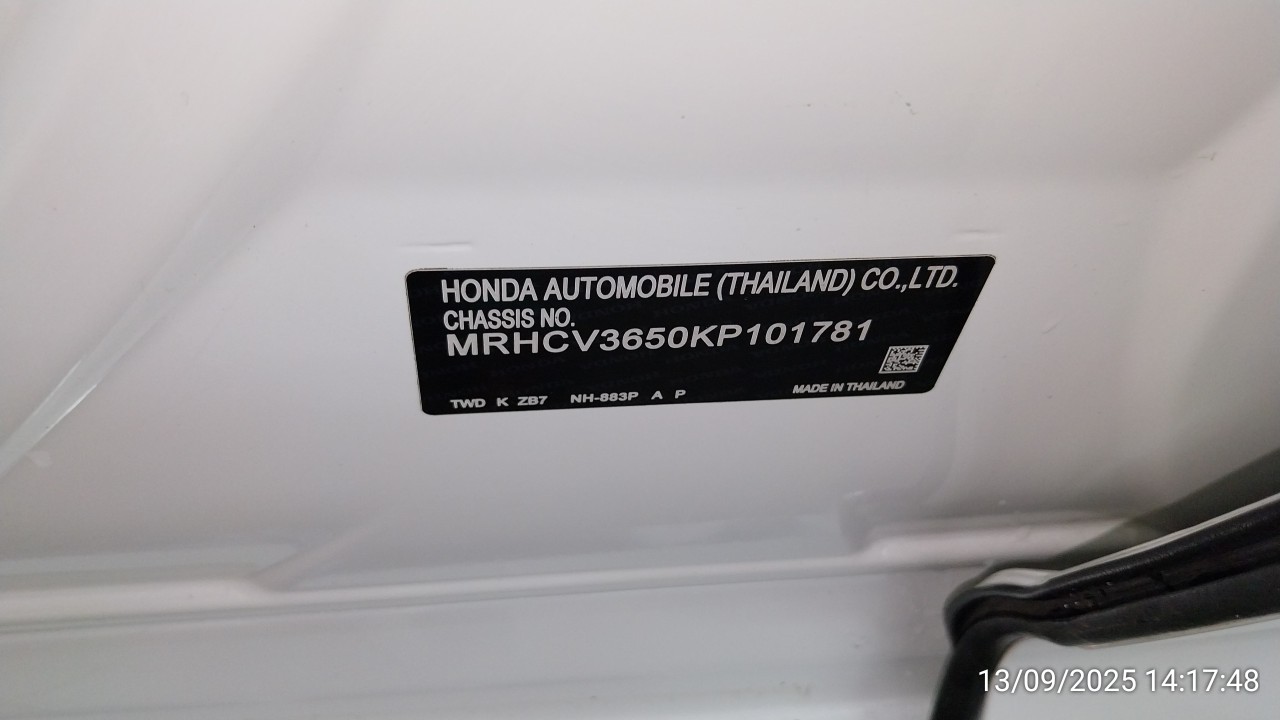 HONDA AUTOMOBILE (THAILAND) CO.,LTD.
CHASSIS NO.
MRHCV3650KP101781
TWD K ZB7 NH-883P A P
MADE IN THAILAND
13/09/2025 14:17:48